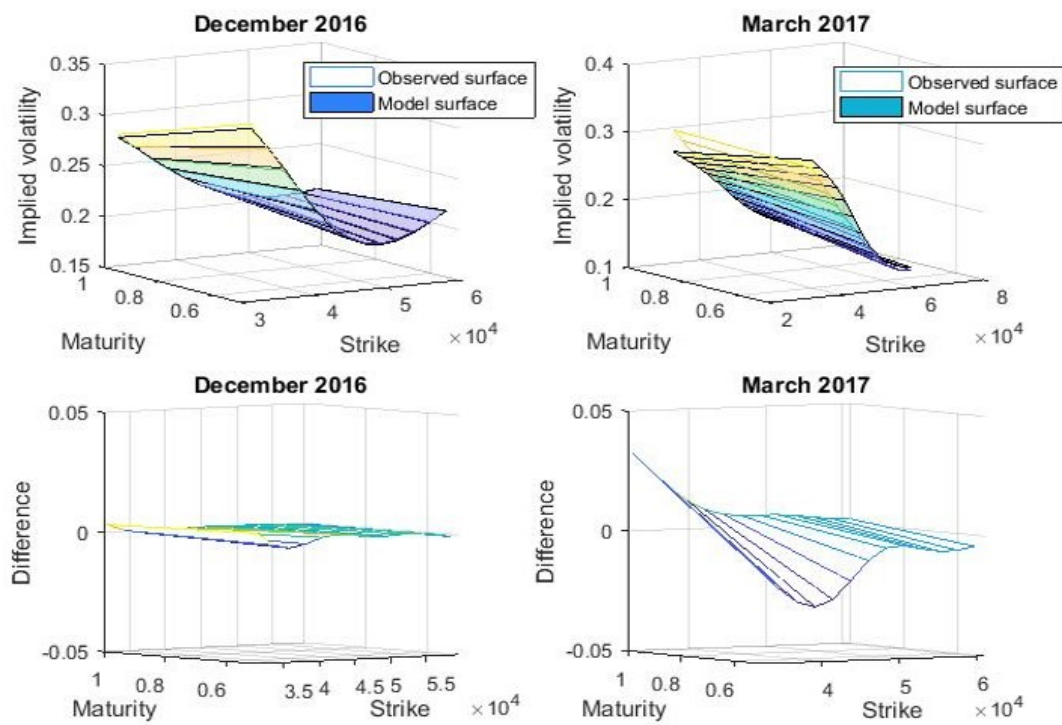 December 2016
0.35
0.3
0.25
0.2
0.15
Implied volatility
Observed surface
Model surface
1
0.8
0.6
Maturity
3
4
5
6
Strike
× 10^4
March 2017
0.4
0.3
0.2
0.1
Implied volatility
Observed surface
Model surface
1
0.8
0.6
Maturity
2
4
6
8
Strike
× 10^4
December 2016
0.05
0
-0.05
Difference
1
0.8
0.6
Maturity
3.5
4
4.5
5
5.5
Strike
× 10^4
March 2017
0.05
0
-0.05
Difference
1
0.8
0.6
Maturity
4
5
6
Strike
× 10^4